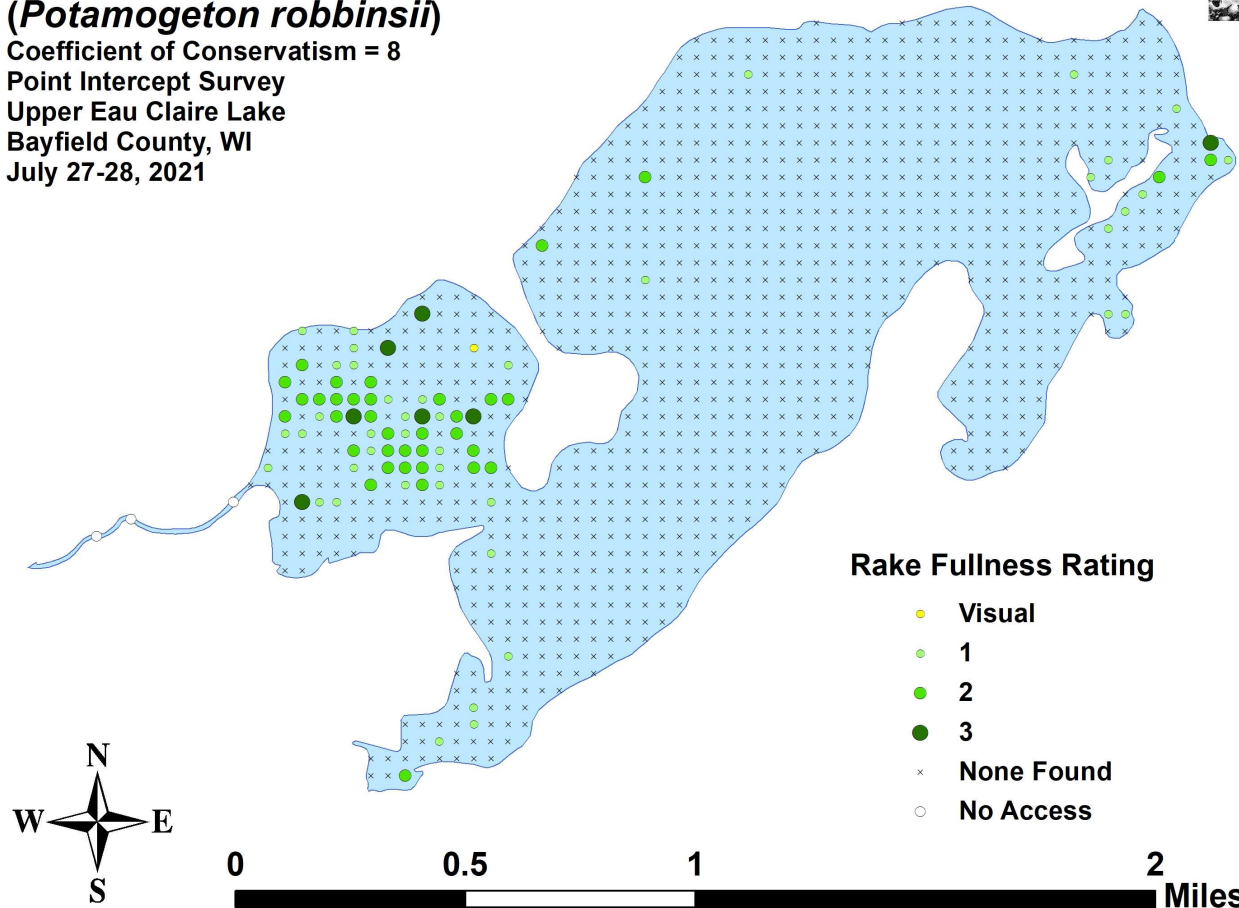 (Potamogeton robbinsii)
Coefficient of Conservatism = 8
Point Intercept Survey
Upper Eau Claire Lake
Bayfield County, WI
July 27-28, 2021
Rake Fullness Rating
Visual
1
2
3
None Found
No Access
N
W E
S
0 0.5 1 2
Miles